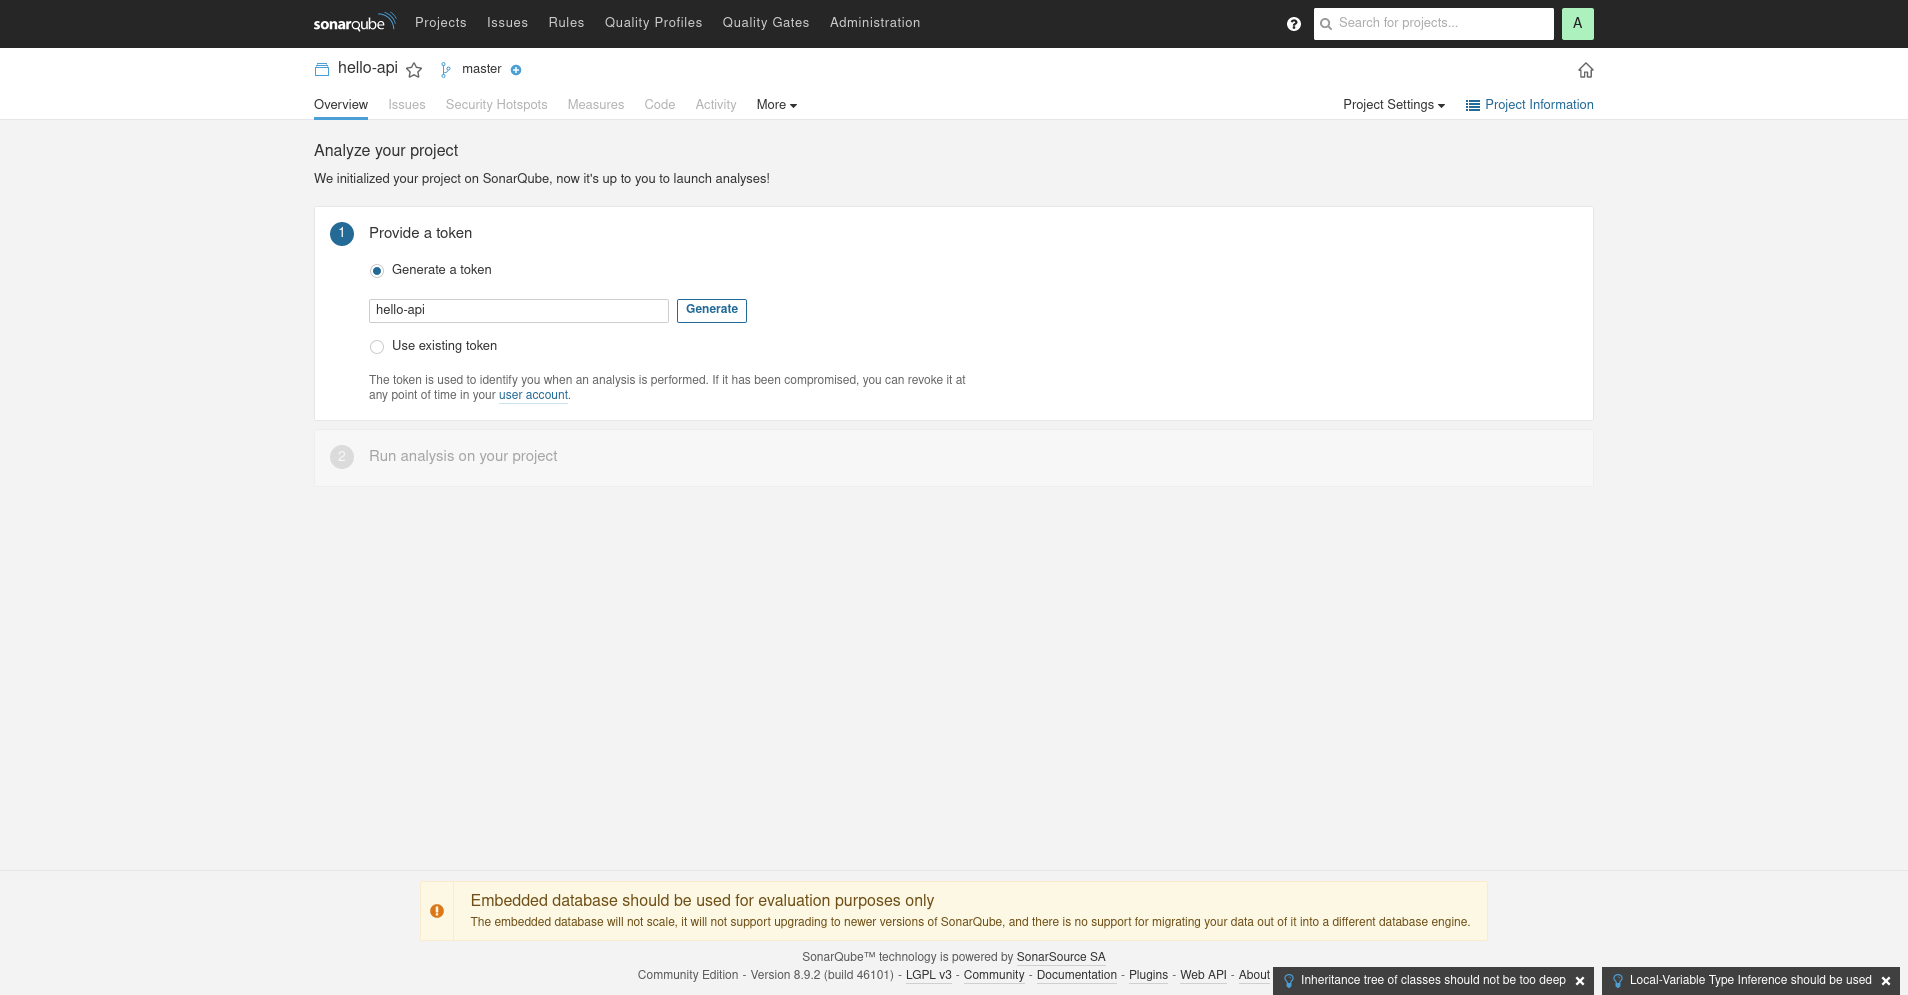 sonarqube Projects Issues Rules Quality Profiles Quality Gates Administration ? Search for projects... A
hello-api master
Overview Issues Security Hotspots Measures Code Activity More Project Settings Project Information
Analyze your project
We initialized your project on SonarQube, now it's up to you to launch analyses!
1 Provide a token
Generate a token
hello-api Generate
Use existing token
The token is used to identify you when an analysis is performed. If it has been compromised, you can revoke it at
any point of time in your user account.
2 Run analysis on your project
Embedded database should be used for evaluation purposes only
The embedded database will not scale, it will not support upgrading to newer versions of SonarQube, and there is no support for migrating your data out of it into a different database engine.
SonarQube™ technology is powered by SonarSource SA
Community Edition - Version 8.9.2 (build 46101) - LGPL v3 - Community - Documentation - Plugins - Web API - About
Inheritance tree of classes should not be too deep
Local-Variable Type Inference should be used